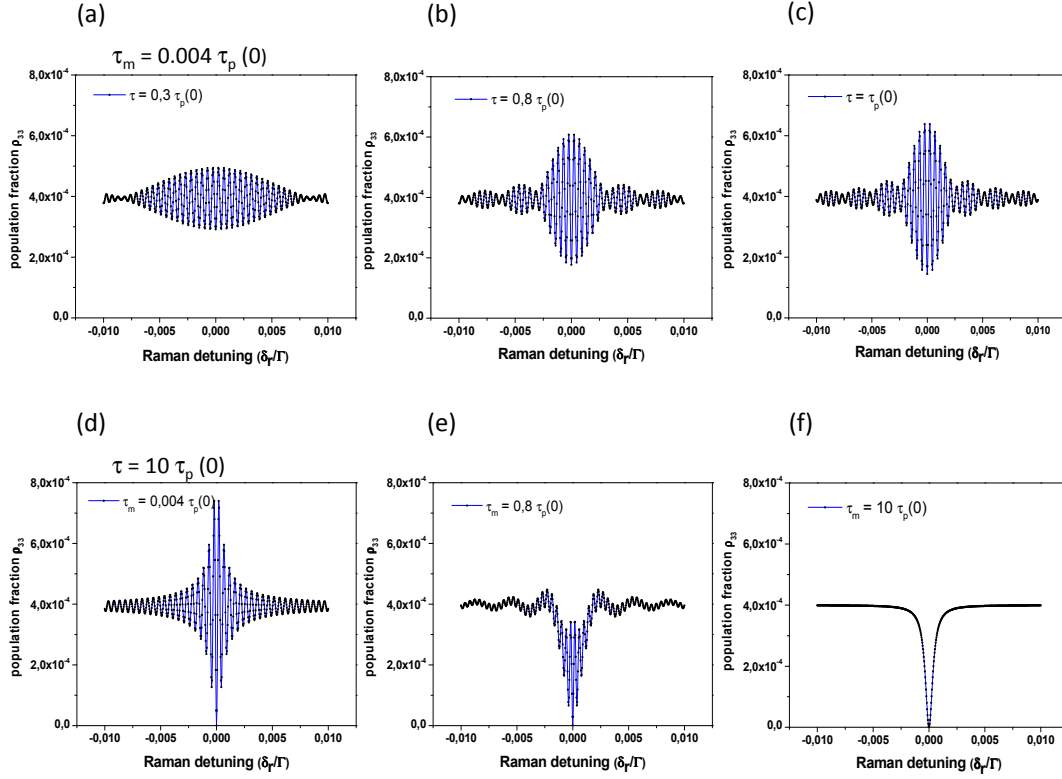 (a)
(b)
(c)
τm = 0.004 τp (0)
8,0x10-4
6,0x10-4
4,0x10-4
2,0x10-4
0,0
population fraction ρ33
τ = 0,3 τp(0)
-0,010 -0,005 0,000 0,005 0,010
Raman detuning (δr/Γ)
8,0x10-4
6,0x10-4
4,0x10-4
2,0x10-4
0,0
population fraction ρ33
τ = 0,8 τp(0)
-0,010 -0,005 0,000 0,005 0,010
Raman detuning (δr/Γ)
8,0x10-4
6,0x10-4
4,0x10-4
2,0x10-4
0,0
population fraction ρ33
τ = τp(0)
-0,010 -0,005 0,000 0,005 0,010
Raman detuning (δr/Γ)
(d)
(e)
(f)
τ = 10 τp (0)
8,0x10-4
6,0x10-4
4,0x10-4
2,0x10-4
0,0
population fraction ρ33
τm = 0,004 τp(0)
-0,010 -0,005 0,000 0,005 0,010
Raman detuning (δr/Γ)
8,0x10-4
6,0x10-4
4,0x10-4
2,0x10-4
0,0
population fraction ρ33
τm = 0,8 τp(0)
-0,010 -0,005 0,000 0,005 0,010
Raman detuning (δr/Γ)
8,0x10-4
6,0x10-4
4,0x10-4
2,0x10-4
0,0
population fraction ρ33
τm = 10 τp(0)
-0,010 -0,005 0,000 0,005 0,010
Raman detuning (δr/Γ)